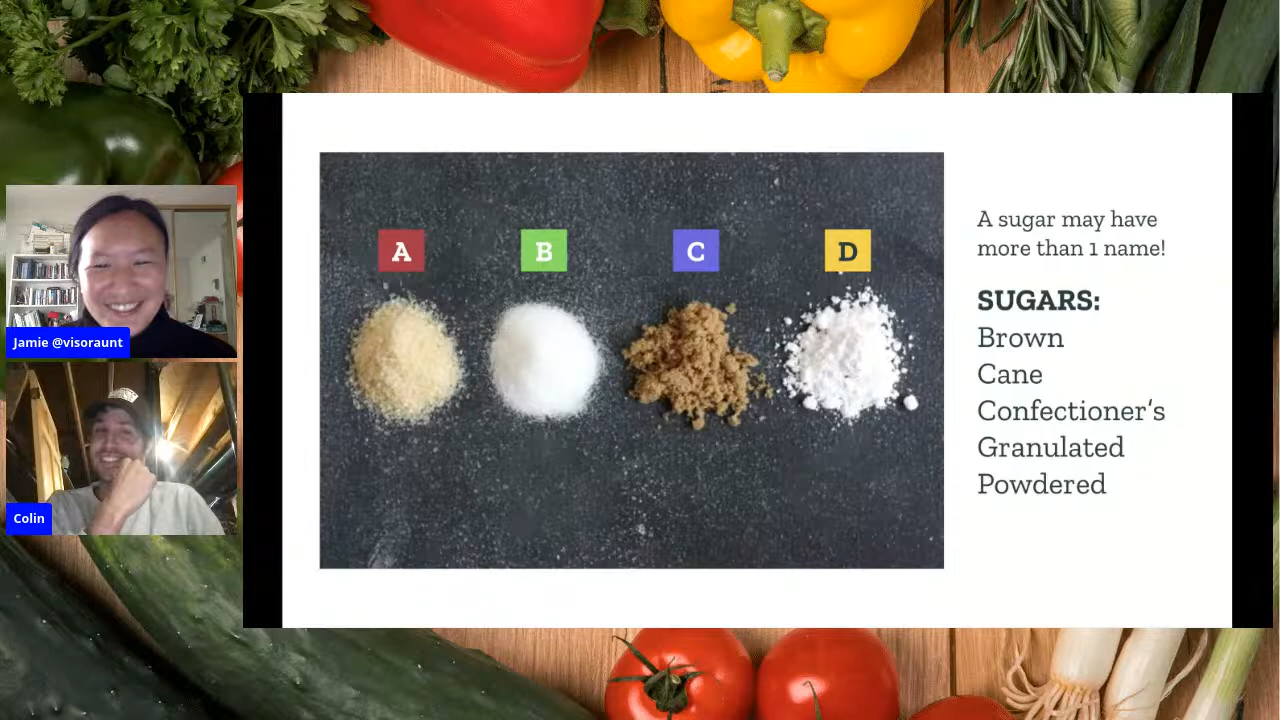 A
B
C
D
A sugar may have
more than 1 name!
SUGARS:
Brown
Cane
Confectioner's
Granulated
Powdered
Jamie @visoraunt
Colin